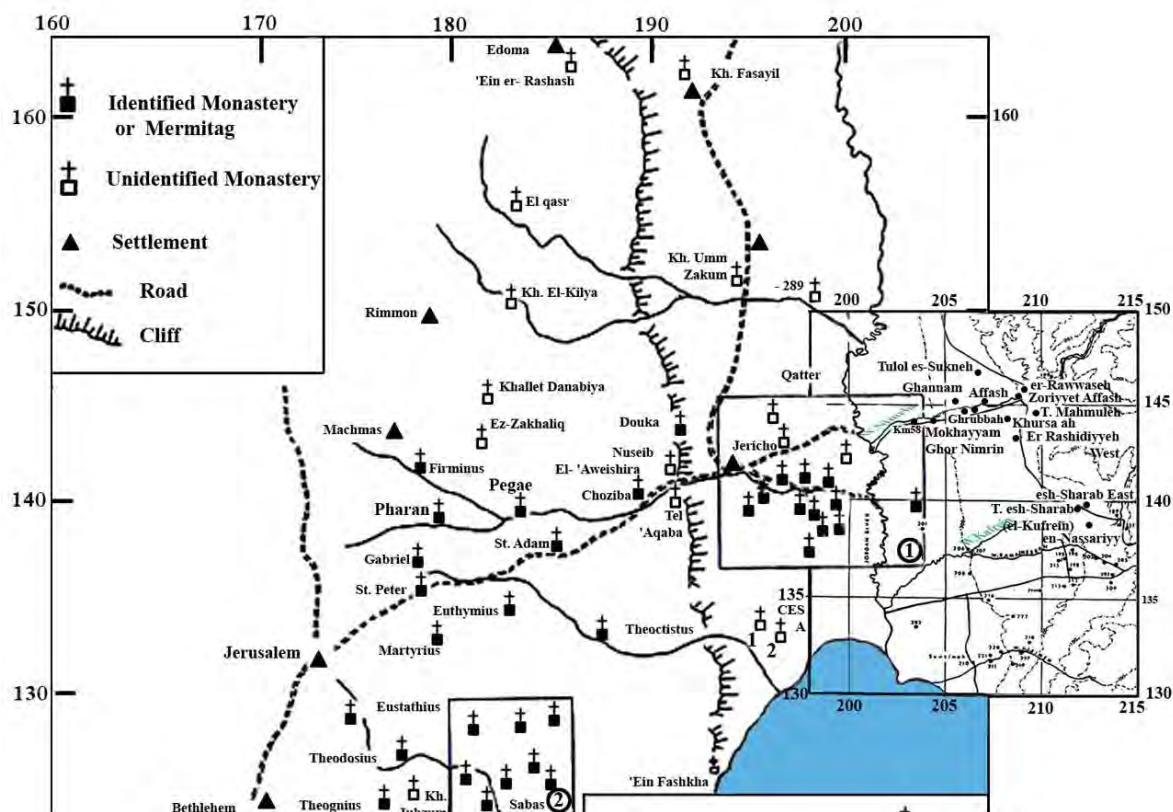 160
170
180
190
200
Identified Monastery
or Mermitag
Unidentified Monastery
Settlement
Road
Cliff
160
150
140
130
160
150
140
130
Edoma
'Ein er- Rashash
Kh. Fasayil
El qasr
Kh. Umm
Zakum
- 289
Kh. El-Kilya
Rimmon
Qatter
Khallet Danabiya
Ez-Zakhaliq
Douka
Machmas
Firminus
Nuseib
El- 'Aweishira
Jericho
Pegae
Choziba
Pharan
Tel
'Aqaba
St. Adam
Gabriel
St. Peter
Euthymius
Theoctistus
Martyrius
Jerusalem
CES
A
1
2
Eustathius
Theodosius
Kh.
Theognius
Sabas
2
'Ein Fashkha
Bethlehem
1
JORDAN RIVER
200
205
210
215
Tulol es-Sukneh
Ghannam
Affash
er-Rawwaseh
Zoriyvet Affash
145
T. Mahmuleh
Ghrubbah
Khursa ah
Km58
Mokhayyam
Er Rashidiyyeh
Ghor Nimrin
West
140
esh-Sharab East
T. esh-Sharab
(el-Kufrein)
en-Nassariyy
135
130
200
205
210
215